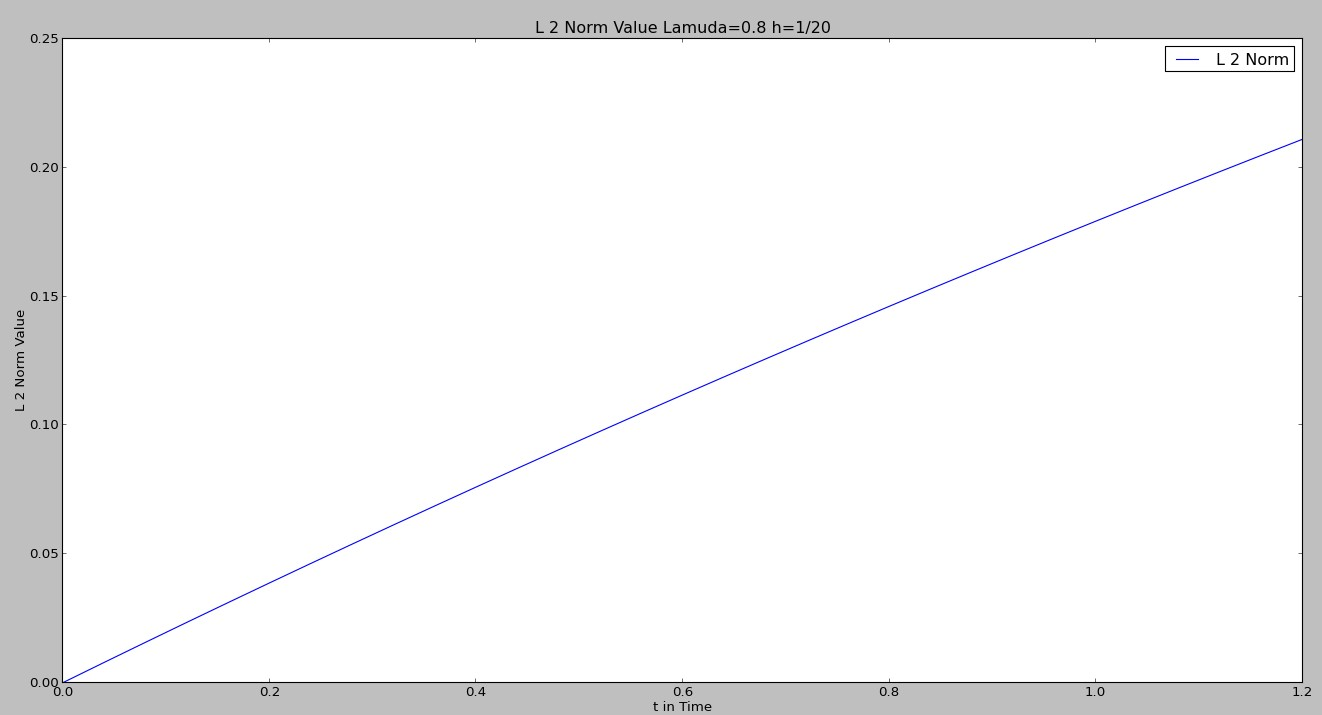 L 2 Norm Value Lamuda=0.8 h=1/20
L 2 Norm
0.25
0.20
0.15
0.10
0.05
0.00
L 2 Norm Value
0.0 0.2 0.4 0.6 0.8 1.0 1.2
t in Time